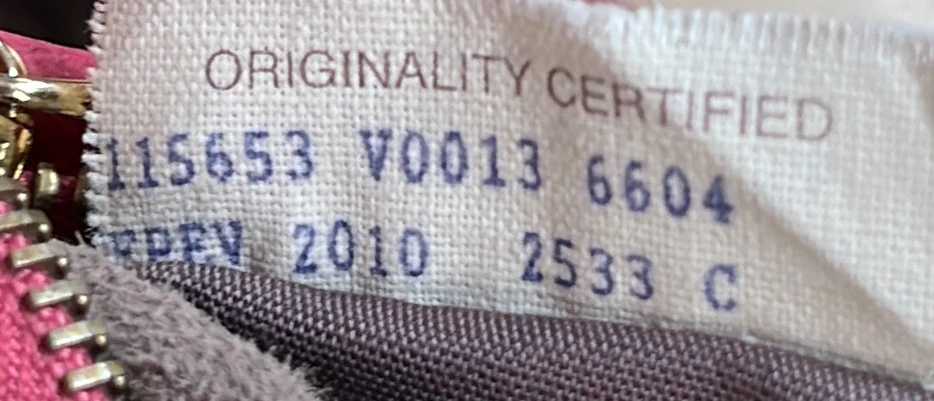 ORIGINALITY CERTIFIED
115653 V0013 6604
2010 2533 C